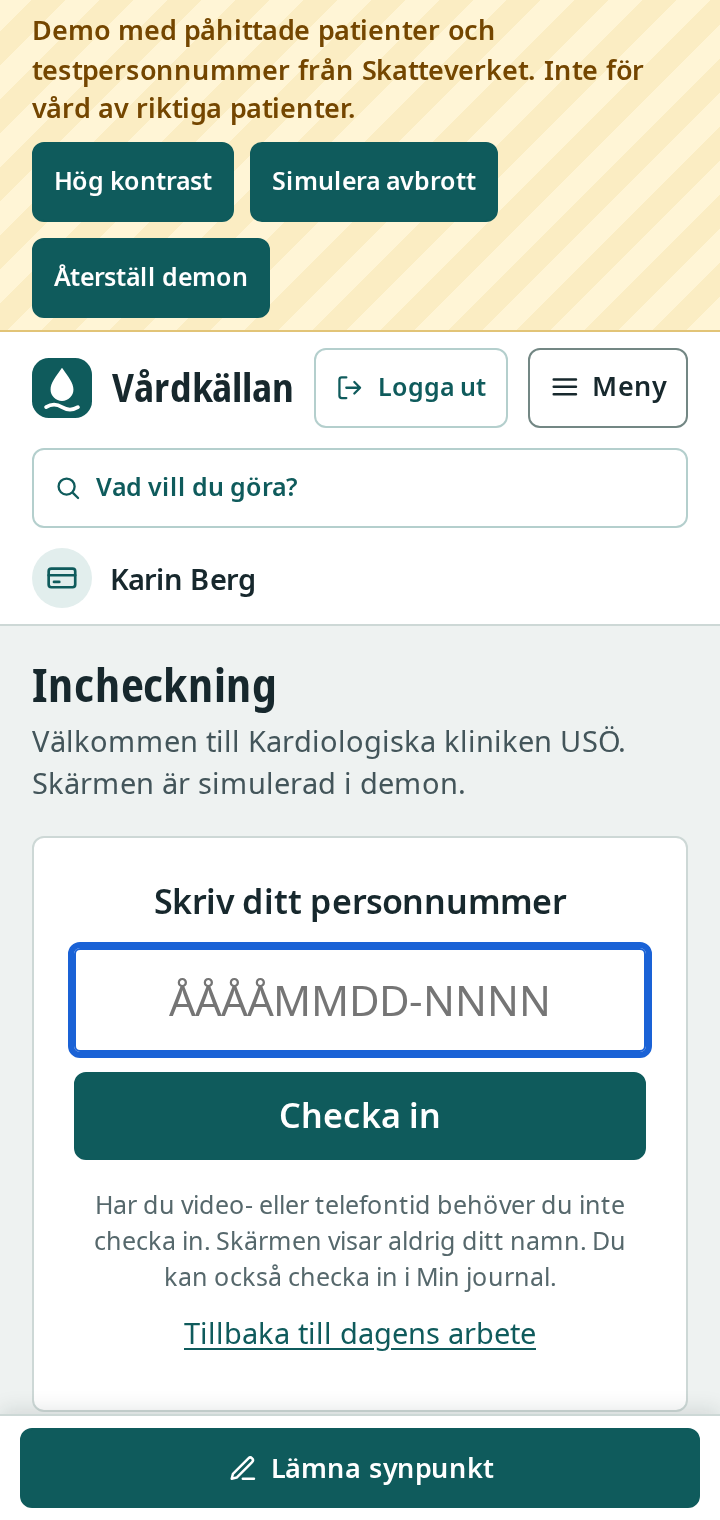 Demo med påhittade patienter och
testpersonnummer från Skatteverket. Inte för
vård av riktiga patienter.
Hög kontrast
Simulera avbrott
Återställ demon
Vårdkällan
Logga ut
Meny
Vad vill du göra?
Karin Berg
Incheckning
Välkommen till Kardiologiska kliniken USÖ.
Skärmen är simulerad i demon.
Skriv ditt personnummer
ÅÅÅÅMMDD-NNNN
Checka in
Har du video- eller telefontid behöver du inte
checka in. Skärmen visar aldrig ditt namn. Du
kan också checka in i Min journal.
Tillbaka till dagens arbete
Lämna synpunkt